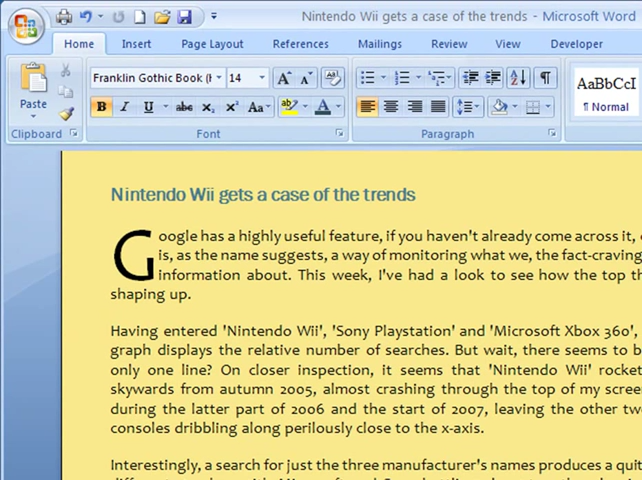 Nintendo Wii gets a case of the trends - Microsoft Word
Home Insert Page Layout References Mailings Review View Developer
Paste
Franklin Gothic Book (H 14
AaBbCcI
¶ Normal
Clipboard Font Paragraph
Nintendo Wii gets a case of the trends
Google has a highly useful feature, if you haven't already come across it,
is, as the name suggests, a way of monitoring what we, the fact-craving
information about. This week, I've had a look to see how the top th
shaping up.
Having entered 'Nintendo Wii', 'Sony Playstation' and 'Microsoft Xbox 360',
graph displays the relative number of searches. But wait, there seems to b
only one line? On closer inspection, it seems that 'Nintendo Wii' rocket
skywards from autumn 2005, almost crashing through the top of my scree
during the latter part of 2006 and the start of 2007, leaving the other tw
consoles dribbling along perilously close to the x-axis.
Interestingly, a search for just the three manufacturer's names produces a quit